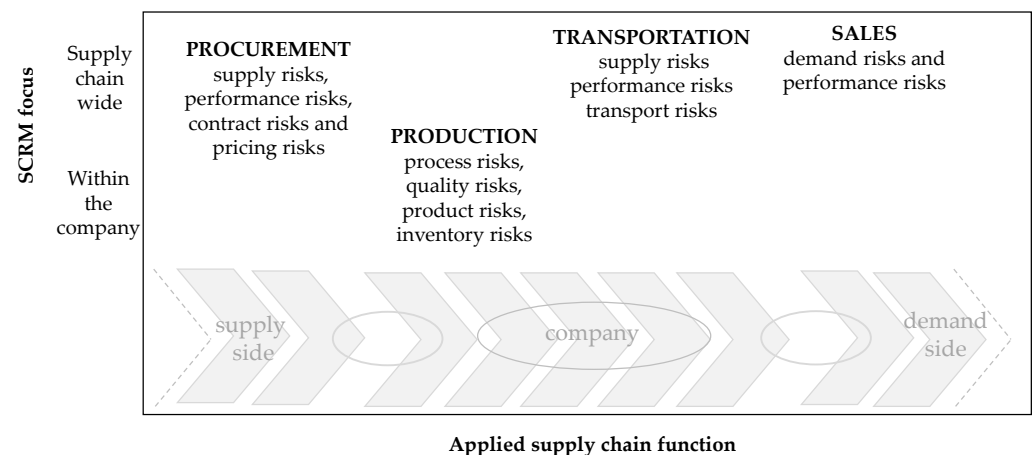 SCRM focus
Supply
chain
wide
Within
the
company
PROCUREMENT
supply risks,
performance risks,
contract risks and
pricing risks
PRODUCTION
process risks,
quality risks,
product risks,
inventory risks
TRANSPORTATION
supply risks
performance risks
transport risks
SALES
demand risks and
performance risks
supply
side
company
demand
side
Applied supply chain function